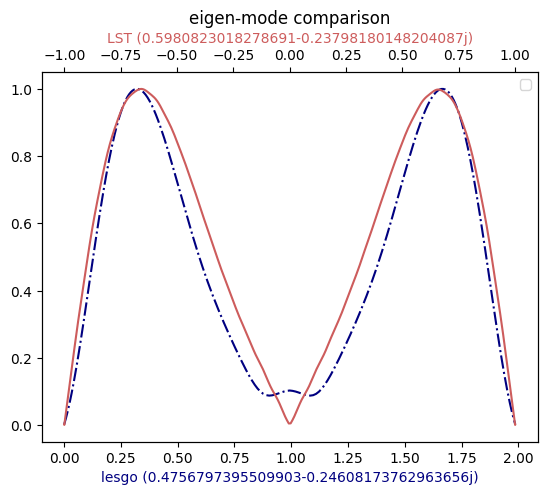 eigen-mode comparison
LST (0.5980823018278691-0.23798180148204087j)
−1.00 −0.75 −0.50 −0.25 0.00 0.25 0.50 0.75 1.00
1.0
0.8
0.6
0.4
0.2
0.0
0.00 0.25 0.50 0.75 1.00 1.25 1.50 1.75 2.00
lesgo (0.4756797395509903-0.24608173762963656j)